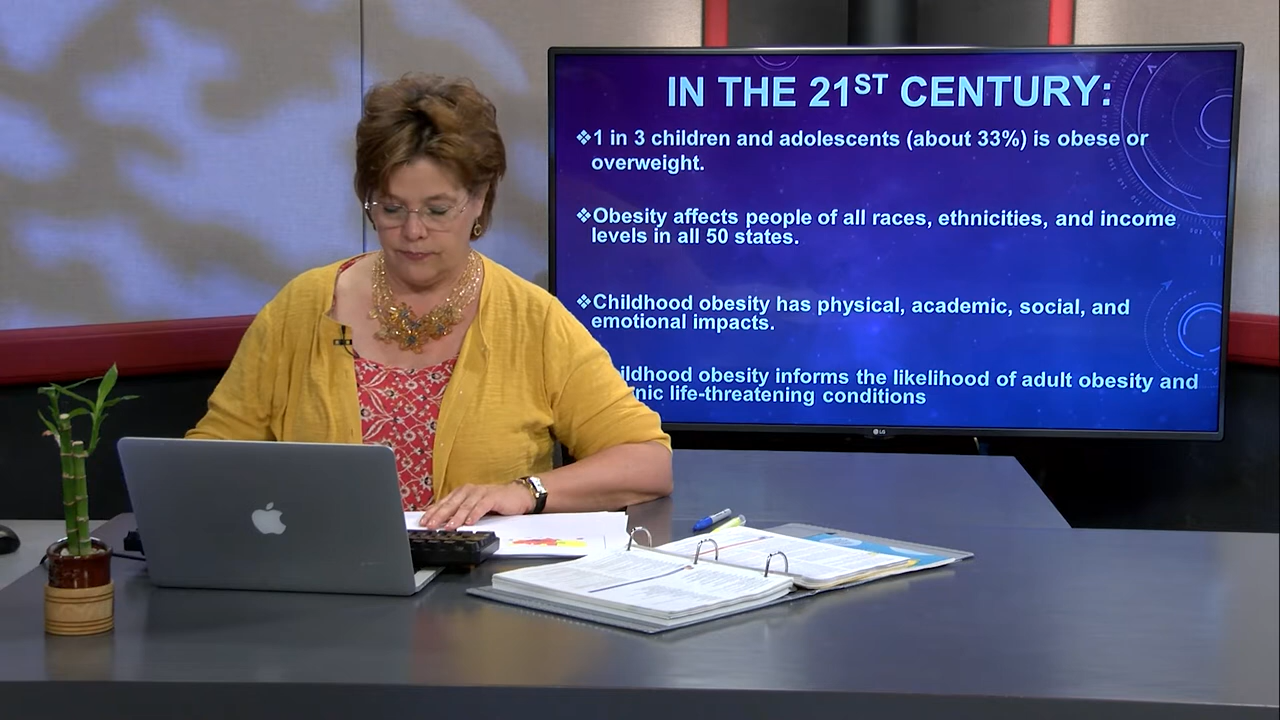 IN THE 21ST CENTURY:
❖1 in 3 children and adolescents (about 33%) is obese or
overweight.
❖Obesity affects people of all races, ethnicities, and income
levels in all 50 states.
❖Childhood obesity has physical, academic, social, and
emotional impacts.
ildhood obesity informs the likelihood of adult obesity and
nic life-threatening conditions
LG